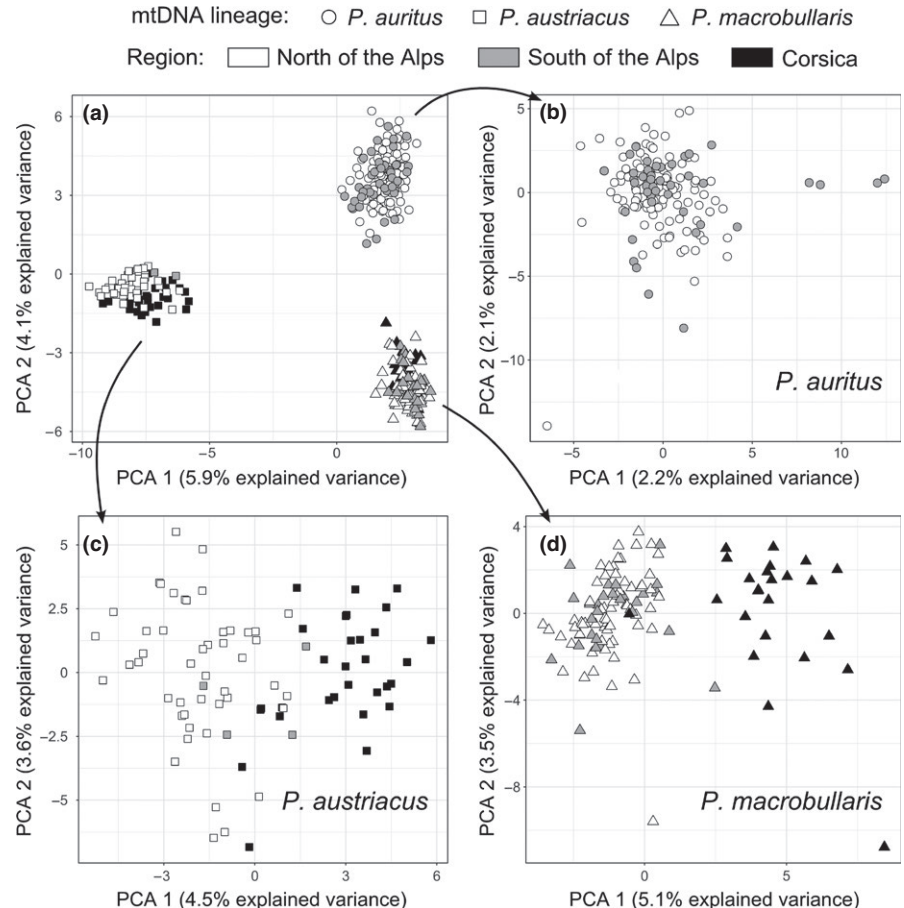 mtDNA lineage: P. auritus P. austriacus P. macrobullaris
Region: North of the Alps South of the Alps Corsica
(a)
6
3
0
−3
−6
−10
−5
0
PCA 2 (4.1% explained variance)
PCA 1 (5.9% explained variance)
(b)
5
0
−5
−10
−5
0
5
10
PCA 2 (2.1% explained variance)
PCA 1 (2.2% explained variance)
P. auritus
(c)
5
2.5
0
−2.5
−5
−3
0
3
6
PCA 2 (3.6% explained variance)
PCA 1 (4.5% explained variance)
P. austriacus
(d)
4
0
−4
−8
0
5
PCA 2 (3.5% explained variance)
PCA 1 (5.1% explained variance)
P. macrobullaris